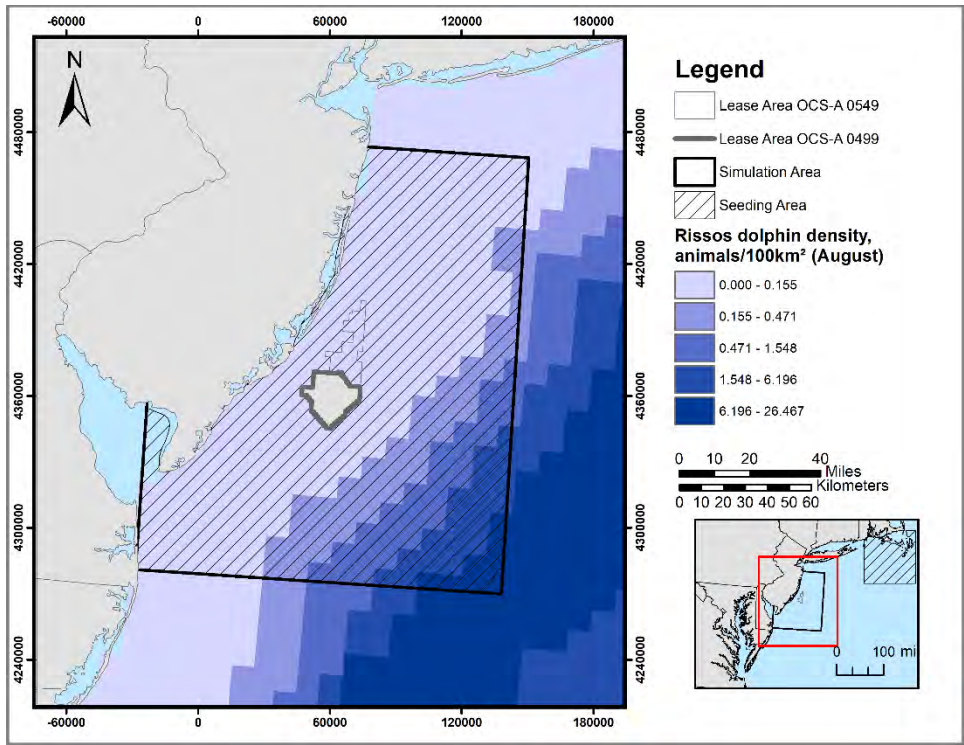 -60000 0 60000 120000 180000
N
4480000
4420000
4360000
4300000
4240000
4480000
4420000
4360000
4300000
4240000
-60000 0 60000 120000 180000
Legend
Lease Area OCS-A 0549
Lease Area OCS-A 0499
Simulation Area
Seeding Area
Rissos dolphin density,
animals/100km² (August)
0.000 - 0.155
0.155 - 0.471
0.471 - 1.548
1.548 - 6.196
6.196 - 26.467
0 10 20 40
Miles
Kilometers
0 10 20 30 40 50 60
0 100 mi